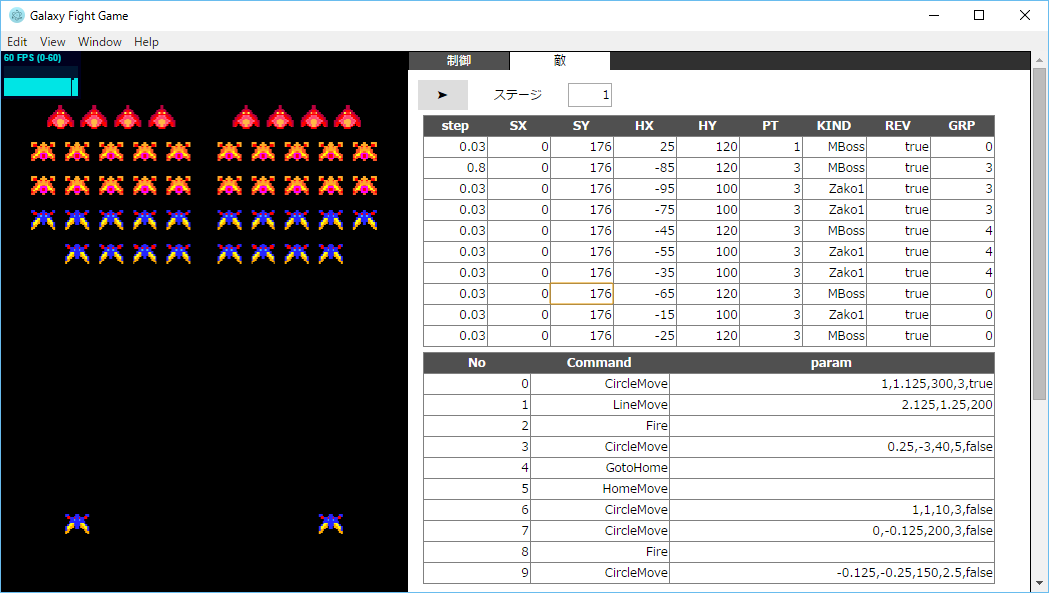 Galaxy Fight Game
Edit View Window Help
60 FPS (0-60)
制御 敵
ステージ 1
step SX SY HX HY PT KIND REV GRP
0.03 0 176 25 120 1 MBoss true 0
0.8 0 176 -85 120 3 MBoss true 3
0.03 0 176 -95 100 3 Zako1 true 3
0.03 0 176 -75 100 3 Zako1 true 3
0.03 0 176 -45 120 3 MBoss true 4
0.03 0 176 -55 100 3 Zako1 true 4
0.03 0 176 -35 100 3 Zako1 true 4
0.03 0 176 -65 120 3 MBoss true 0
0.03 0 176 -15 100 3 Zako1 true 0
0.03 0 176 -25 120 3 MBoss true 0
No Command param
0 CircleMove 1,1.125,300,3,true
1 LineMove 2.125,1.25,200
2 Fire
3 CircleMove 0.25,-3,40,5,false
4 GotoHome
5 HomeMove
6 CircleMove 1,1,10,3,false
7 CircleMove 0,-0.125,200,3,false
8 Fire
9 CircleMove -0.125,-0.25,150,2.5,false